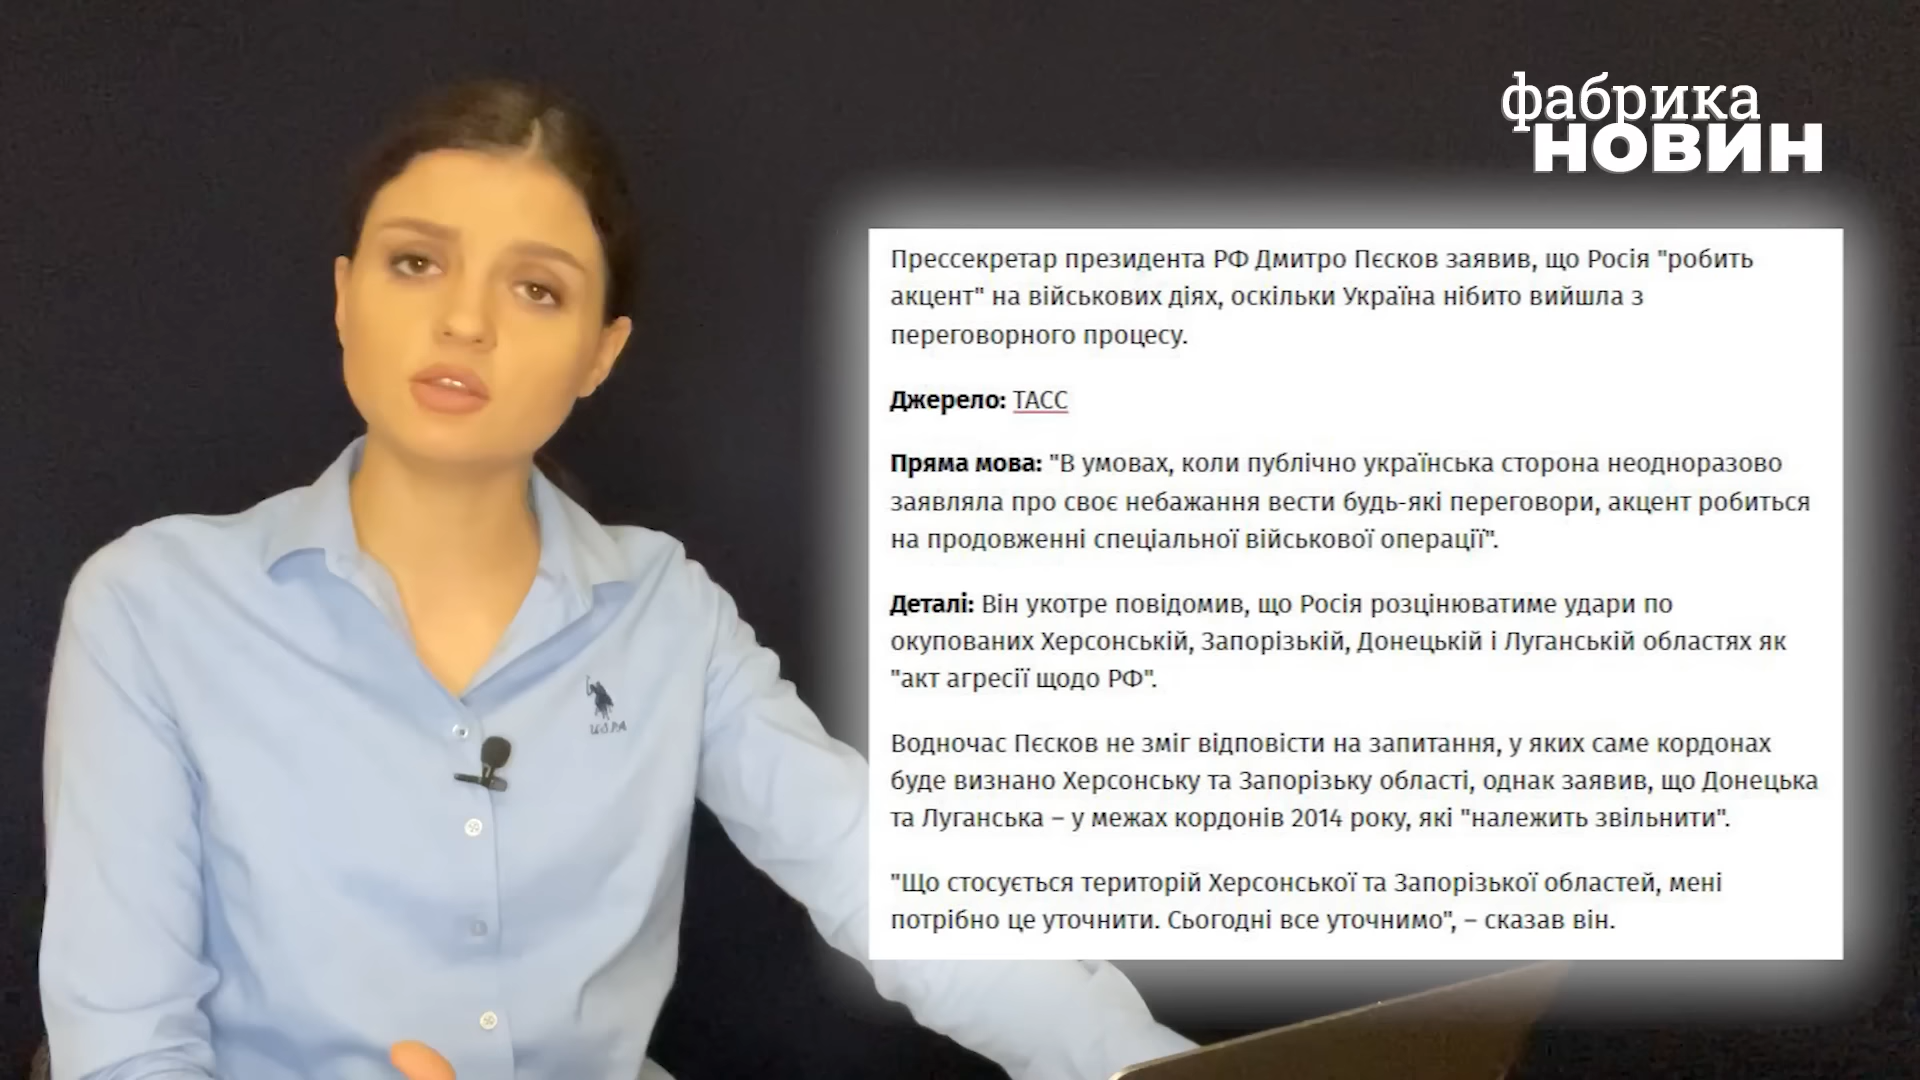 фабрика
НОВИН
Прессекретар президента РФ Дмитро Пєсков заявив, що Росія "робить
акцент" на військових діях, оскільки Україна нібито вийшла з
переговорного процесу.
Джерело: ТАСС
Пряма мова: "В умовах, коли публічно українська сторона неодноразово
заявляла про своє небажання вести будь-які переговори, акцент робиться
на продовженні спеціальної військової операції".
Деталі: Він укотре повідомив, що Росія розцінюватиме удари по
окупованих Херсонській, Запорізькій, Донецькій і Луганській областях як
"акт агресії щодо РФ".
Водночас Пєсков не зміг відповісти на запитання, у яких саме кордонах
буде визнано Херсонську та Запорізьку області, однак заявив, що Донецька
та Луганська – у межах кордонів 2014 року, які "належить звільнити".
"Що стосується територій Херсонської та Запорізької областей, мені
потрібно це уточнити. Сьогодні все уточнимо", – сказав він.
USPA